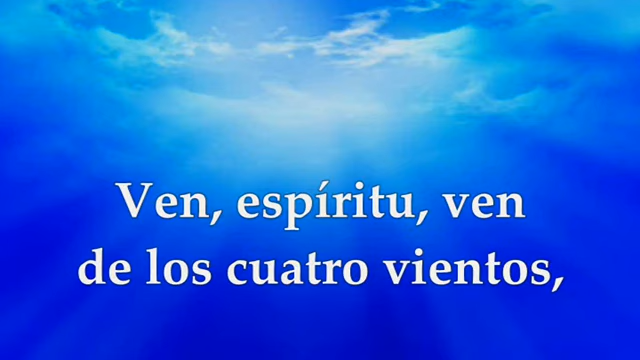 Ven, espíritu, ven
de los cuatro vientos,